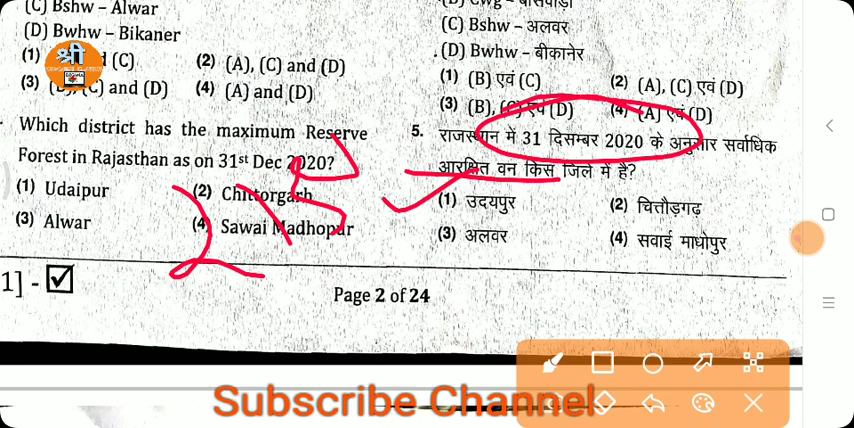 (C) Bshw – Alwar
(D) Bwhw – Bikaner
(1) (C)
(2) (A), (C) and (D)
(3) (B), (C) and (D)
(4) (A) and (D)
Which district has the maximum Reserve
Forest in Rajasthan as on 31st Dec 2020?
(1) Udaipur
(2) Chittorgarh
(3) Alwar
(4) Sawai Madhopur
(C) Bshw – अलवर
(D) Bwhw – बीकानेर
(1) (B) एवं (C)
(2) (A), (C) एवं (D)
(3) (B), (C) एवं (D)
(4) (A) एवं (D)
5. राजस्थान में 31 दिसम्बर 2020 के अनुसार सर्वाधिक
आरक्षित वन किस जिले में है?
(1) उदयपुर
(2) चित्तौड़गढ़
(3) अलवर
(4) सवाई माधोपुर
श्री
1] -
Page 2 of 24
Subscribe Channel